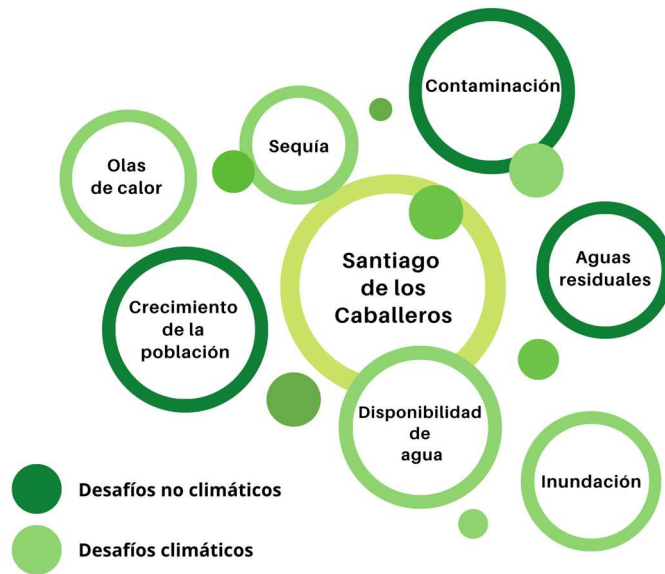 Contaminación
Sequía
Olas
de calor
Santiago
de los
Caballeros
Aguas
residuales
Crecimiento
de la
población
Disponibilidad
de
agua
Inundación
Desafíos no climáticos
Desafíos climáticos